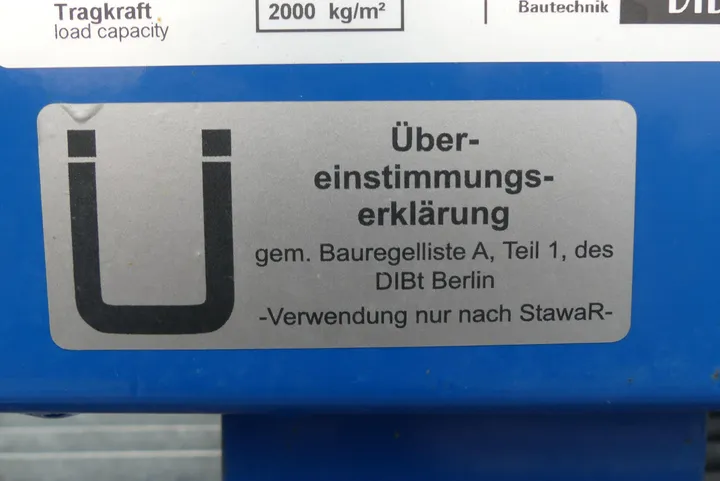 Tragkraft
load capacity
2000 kg/m²
Bautechnik
Ü
Über-
einstimmungs-
erklärung
gem. Bauregelliste A, Teil 1, des
DIBt Berlin
-Verwendung nur nach StawaR-